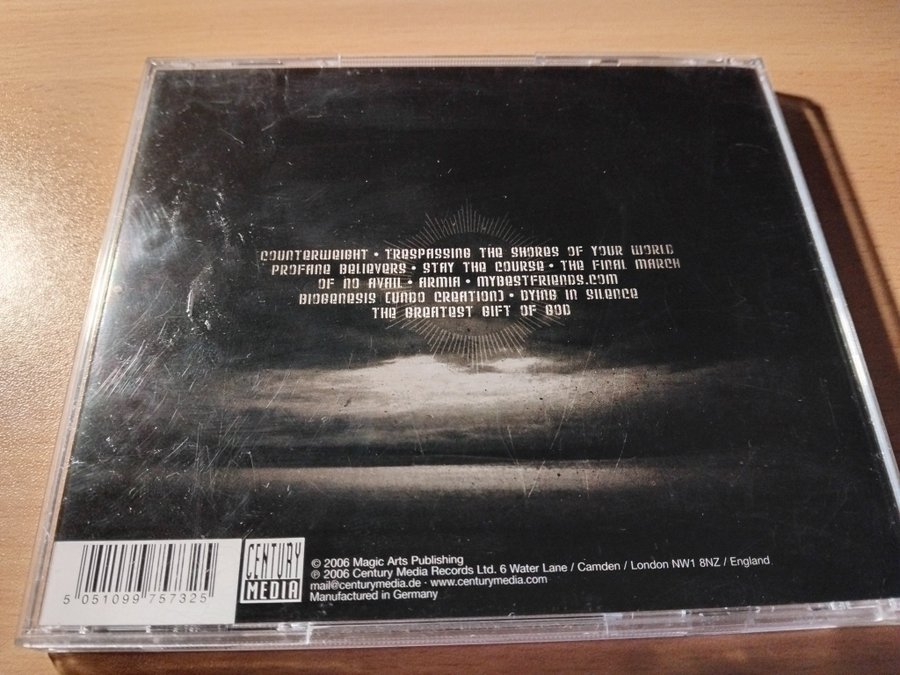 COUNTERWEIGHT • TRESPASSING THE SHORES OF YOUR WORLD
PROFANE BELIEVERS • STAY THE COURSE • THE FINAL MARCH
OF NO AVAIL • ARMIA • MYBESTFRIENDS.COM
BIOGENESIS (UNDO CREATION) • DYING IN SILENCE
THE GREATEST GIFT OF GOD
5 051099 757325
CENTURY
MEDIA
© 2006 Magic Arts Publishing
℗ 2006 Century Media Records Ltd. 6 Water Lane / Camden / London NW1 8NZ / England
mail@centurymedia.de · www.centurymedia.com
Manufactured in Germany